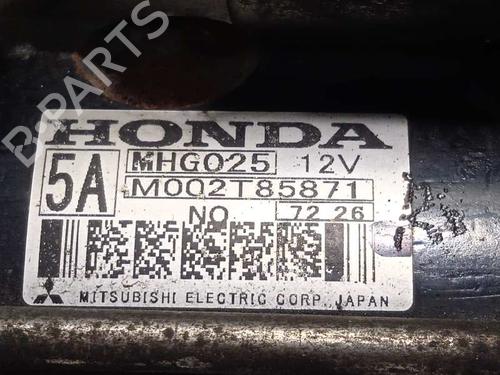 B-PARTS
HONDA
5A MHG025 12V
M002T85871
NO 72 26
MITSUBISHI ELECTRIC CORP. JAPAN